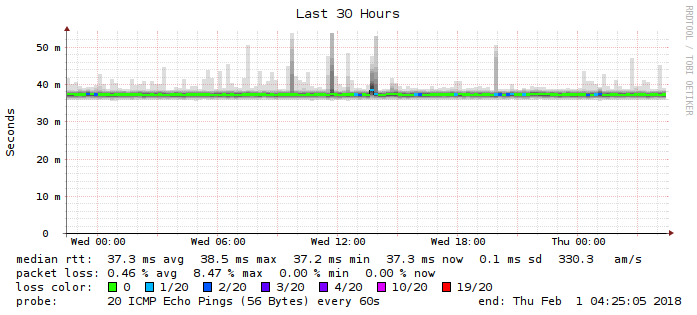 Last 30 Hours
RRDTOOL / TOBI OETIKER
Seconds
50 m
40 m
30 m
20 m
10 m
0
Wed 00:00 Wed 06:00 Wed 12:00 Wed 18:00 Thu 00:00
median rtt: 37.3 ms avg 38.5 ms max 37.2 ms min 37.3 ms now 0.1 ms sd 330.3 am/s
packet loss: 0.46 % avg 8.47 % max 0.00 % min 0.00 % now
loss color: 0 1/20 2/20 3/20 4/20 10/20 19/20
probe: 20 ICMP Echo Pings (56 Bytes) every 60s end: Thu Feb 1 04:25:05 2018